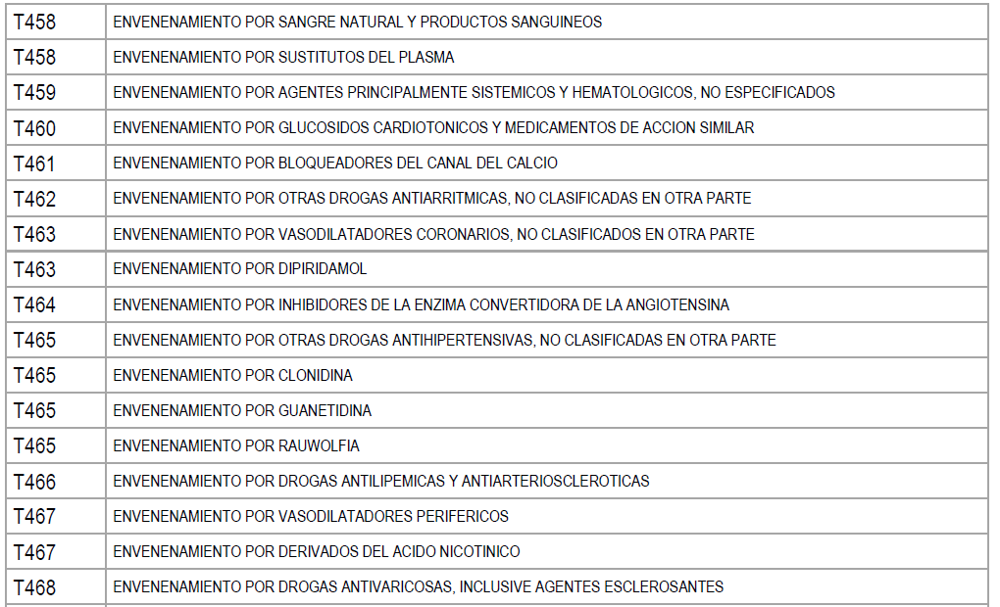 T458 ENVENENAMIENTO POR SANGRE NATURAL Y PRODUCTOS SANGUINEOS
T458 ENVENENAMIENTO POR SUSTITUTOS DEL PLASMA
T459 ENVENENAMIENTO POR AGENTES PRINCIPALMENTE SISTEMICOS Y HEMATOLOGICOS, NO ESPECIFICADOS
T460 ENVENENAMIENTO POR GLUCOSIDOS CARDIOTONICOS Y MEDICAMENTOS DE ACCION SIMILAR
T461 ENVENENAMIENTO POR BLOQUEADORES DEL CANAL DEL CALCIO
T462 ENVENENAMIENTO POR OTRAS DROGAS ANTIARRITMICAS, NO CLASIFICADAS EN OTRA PARTE
T463 ENVENENAMIENTO POR VASODILATADORES CORONARIOS, NO CLASIFICADOS EN OTRA PARTE
T463 ENVENENAMIENTO POR DIPIRIDAMOL
T464 ENVENENAMIENTO POR INHIBIDORES DE LA ENZIMA CONVERTIDORA DE LA ANGIOTENSINA
T465 ENVENENAMIENTO POR OTRAS DROGAS ANTIHIPERTENSIVAS, NO CLASIFICADAS EN OTRA PARTE
T465 ENVENENAMIENTO POR CLONIDINA
T465 ENVENENAMIENTO POR GUANETIDINA
T465 ENVENENAMIENTO POR RAUWOLFIA
T466 ENVENENAMIENTO POR DROGAS ANTILIPEMICAS Y ANTIARTERIOSCLEROTICAS
T467 ENVENENAMIENTO POR VASODILATADORES PERIFERICOS
T467 ENVENENAMIENTO POR DERIVADOS DEL ACIDO NICOTINICO
T468 ENVENENAMIENTO POR DROGAS ANTIVARICOSAS, INCLUSIVE AGENTES ESCLEROSANTES